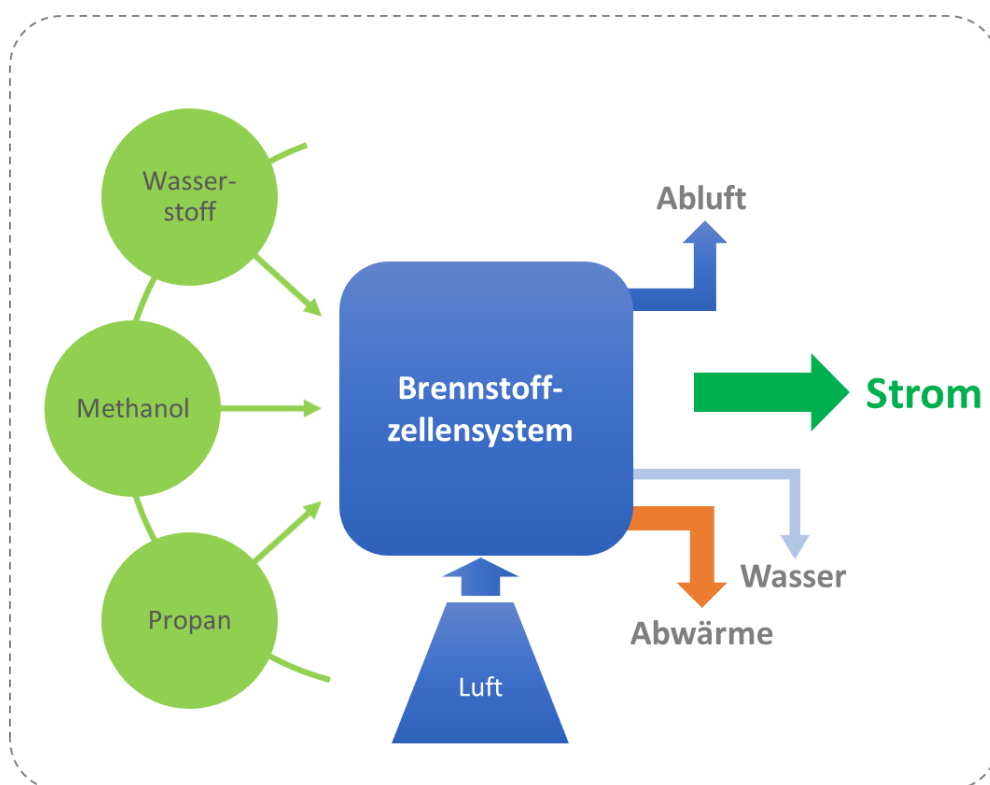 Wasser-
stoff
Methanol
Propan
Brennstoff-
zellensystem
Luft
Abluft
Strom
Wasser
Abwärme